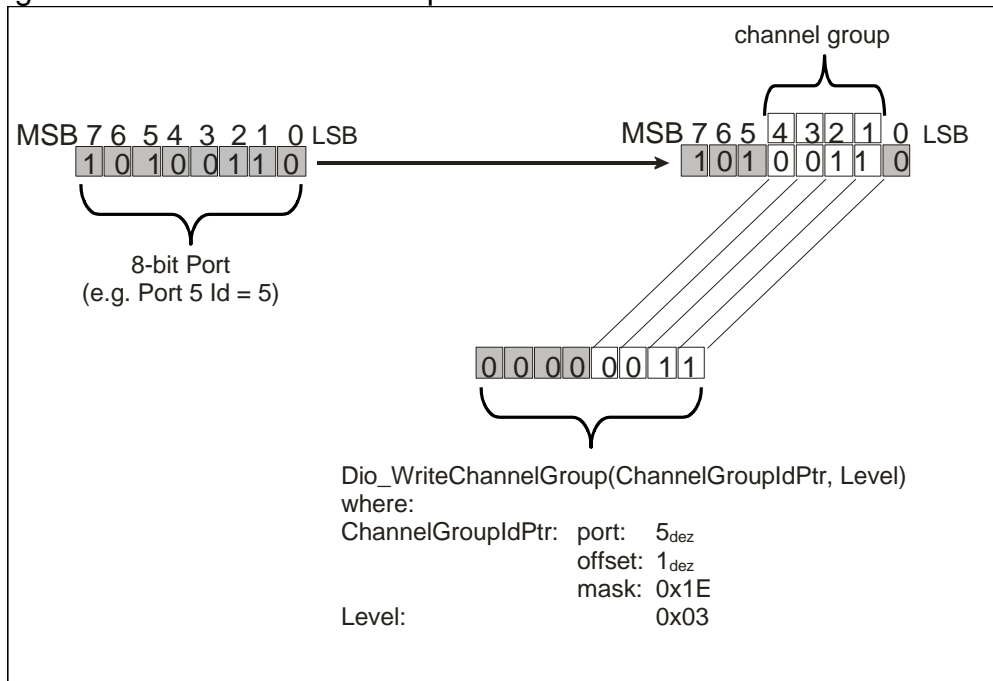 channel group
MSB 7 6 5 4 3 2 1 0 LSB
1 0 1 0 0 1 1 0
MSB 7 6 5 4 3 2 1 0 LSB
1 0 1 0 0 1 1 0
8-bit Port
(e.g. Port 5 Id = 5)
0 0 0 0 0 0 1 1
Dio_WriteChannelGroup(ChannelGroupIdPtr, Level)
where:
ChannelGroupIdPtr: port: 5dez
offset: 1dez
mask: 0x1E
Level: 0x03